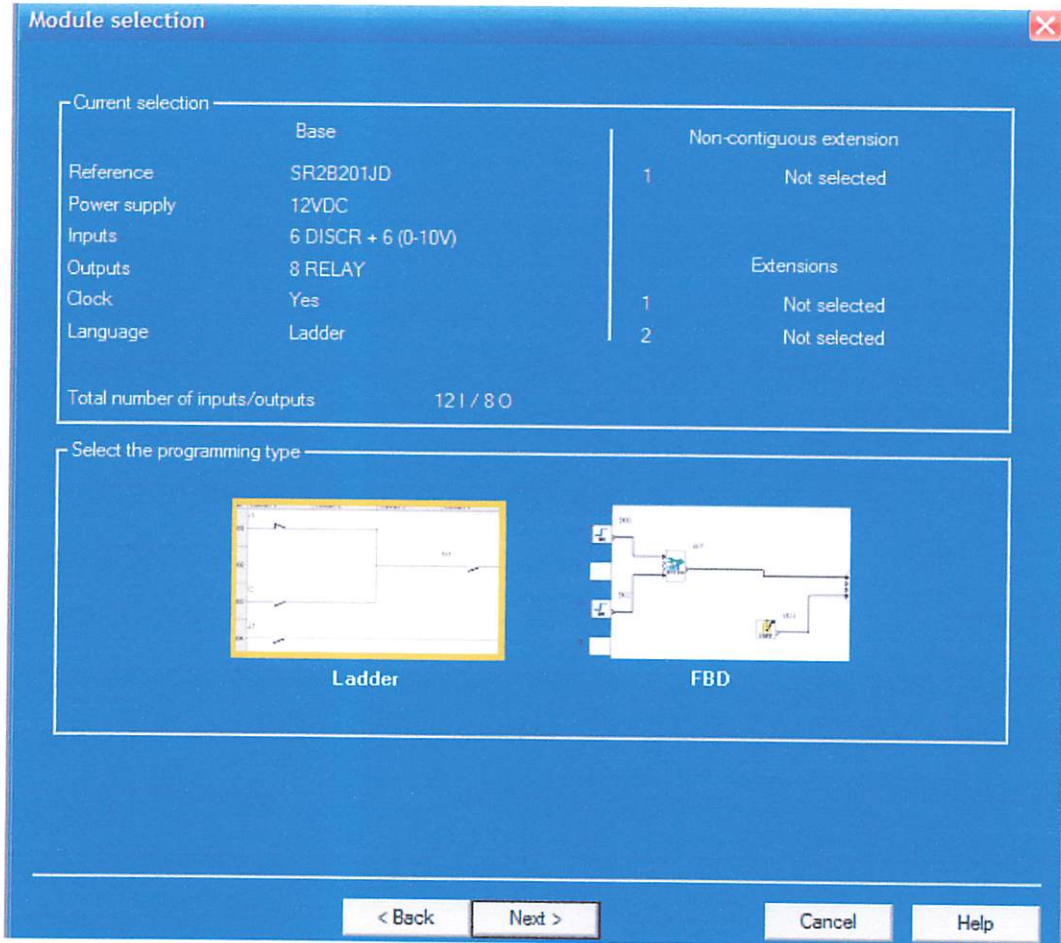 Module selection
Current selection
Base
Reference SR2B201JD
Power supply 12VDC
Inputs 6 DISCR + 6 (0-10V)
Outputs 8 RELAY
Clock Yes
Language Ladder
Total number of inputs/outputs 12 I / 8 O
Non-contiguous extension
1 Not selected
Extensions
1 Not selected
2 Not selected
Select the programming type
Ladder
FBD
< Back
Next >
Cancel
Help